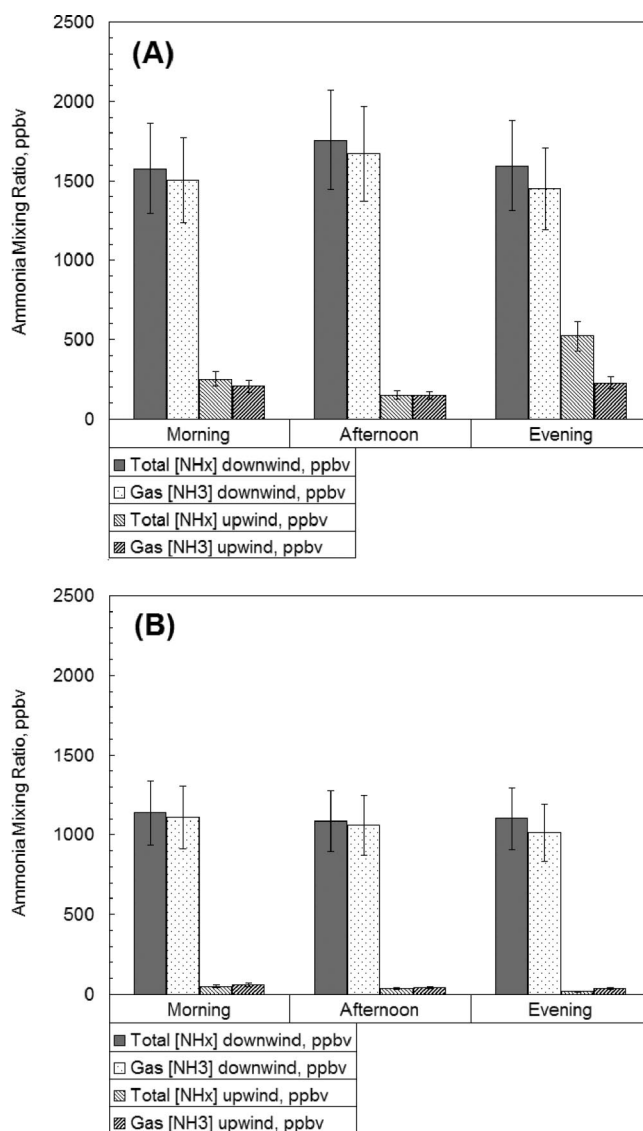 (A)
Ammonia Mixing Ratio, ppbv
2500
2000
1500
1000
500
0
Morning Afternoon Evening
Total [NHx] downwind, ppbv
Gas [NH3] downwind, ppbv
Total [NHx] upwind, ppbv
Gas [NH3] upwind, ppbv
(B)
Ammonia Mixing Ratio, ppbv
2500
2000
1500
1000
500
0
Morning Afternoon Evening
Total [NHx] downwind, ppbv
Gas [NH3] downwind, ppbv
Total [NHx] upwind, ppbv
Gas [NH3] upwind, ppbv